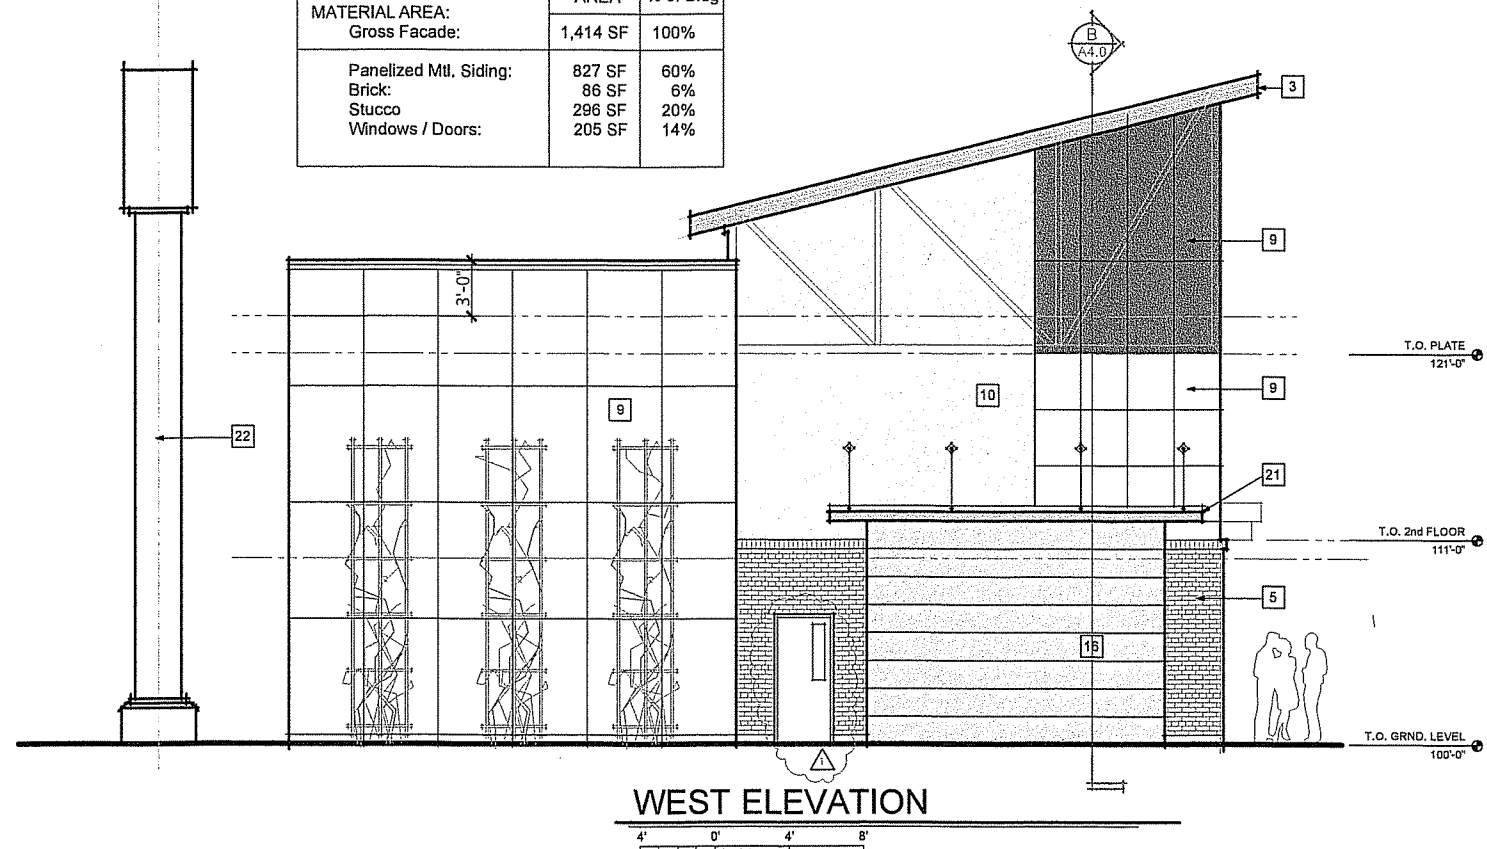 AREA % of Bldg
MATERIAL AREA:
Gross Facade: 1,414 SF 100%
Panelized Mtl. Siding: 827 SF 60%
Brick: 86 SF 6%
Stucco 296 SF 20%
Windows / Doors: 205 SF 14%
B
A4.0
3
9
3'-0"
T.O. PLATE
121'-0"
9
10
9
22
21
T.O. 2nd FLOOR
111'-0"
5
16
T.O. GRND. LEVEL
100'-0"
1
WEST ELEVATION
4' 0' 4' 8'